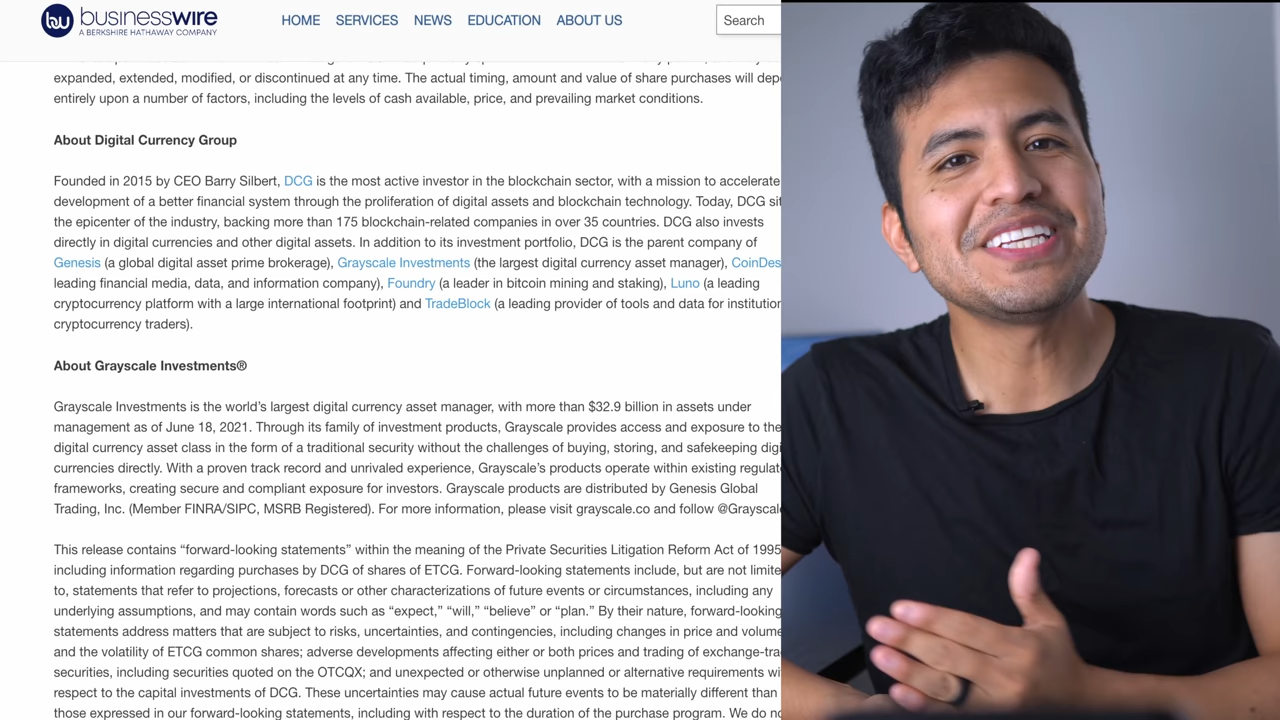 businesswire
A BERKSHIRE HATHAWAY COMPANY
HOME SERVICES NEWS EDUCATION ABOUT US
Search
expanded, extended, modified, or discontinued at any time. The actual timing, amount and value of share purchases will dep
entirely upon a number of factors, including the levels of cash available, price, and prevailing market conditions.
About Digital Currency Group
Founded in 2015 by CEO Barry Silbert, DCG is the most active investor in the blockchain sector, with a mission to accelerate
development of a better financial system through the proliferation of digital assets and blockchain technology. Today, DCG sit
the epicenter of the industry, backing more than 175 blockchain-related companies in over 35 countries. DCG also invests
directly in digital currencies and other digital assets. In addition to its investment portfolio, DCG is the parent company of
Genesis (a global digital asset prime brokerage), Grayscale Investments (the largest digital currency asset manager), CoinDes
leading financial media, data, and information company), Foundry (a leader in bitcoin mining and staking), Luno (a leading
cryptocurrency platform with a large international footprint) and TradeBlock (a leading provider of tools and data for institution
cryptocurrency traders).
About Grayscale Investments®
Grayscale Investments is the world's largest digital currency asset manager, with more than $32.9 billion in assets under
management as of June 18, 2021. Through its family of investment products, Grayscale provides access and exposure to the
digital currency asset class in the form of a traditional security without the challenges of buying, storing, and safekeeping digi
currencies directly. With a proven track record and unrivaled experience, Grayscale's products operate within existing regulat
frameworks, creating secure and compliant exposure for investors. Grayscale products are distributed by Genesis Global
Trading, Inc. (Member FINRA/SIPC, MSRB Registered). For more information, please visit grayscale.co and follow @Grayscale
This release contains “forward-looking statements” within the meaning of the Private Securities Litigation Reform Act of 1995
including information regarding purchases by DCG of shares of ETCG. Forward-looking statements include, but are not limite
to, statements that refer to projections, forecasts or other characterizations of future events or circumstances, including any
underlying assumptions, and may contain words such as “expect,” “will,” “believe” or “plan.” By their nature, forward-looking
statements address matters that are subject to risks, uncertainties, and contingencies, including changes in price and volume
and the volatility of ETCG common shares; adverse developments affecting either or both prices and trading of exchange-tra
securities, including securities quoted on the OTCQX; and unexpected or otherwise unplanned or alternative requirements wi
respect to the capital investments of DCG. These uncertainties may cause actual future events to be materially different than
those expressed in our forward-looking statements, including with respect to the duration of the purchase program. We do no